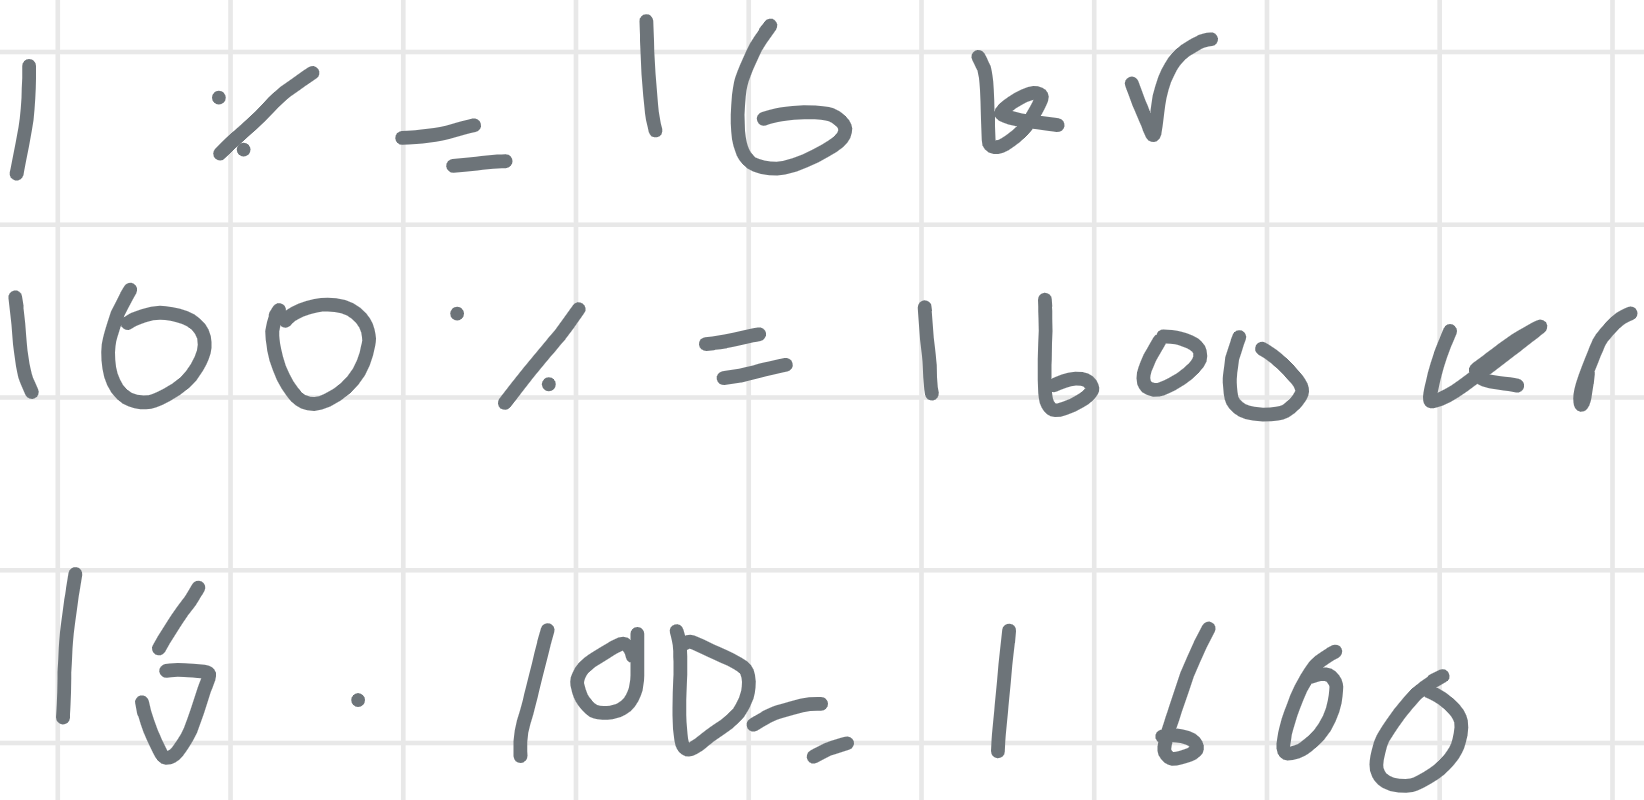 1 % = 16 kr
100 % = 1600 kr
16 · 100 = 1600